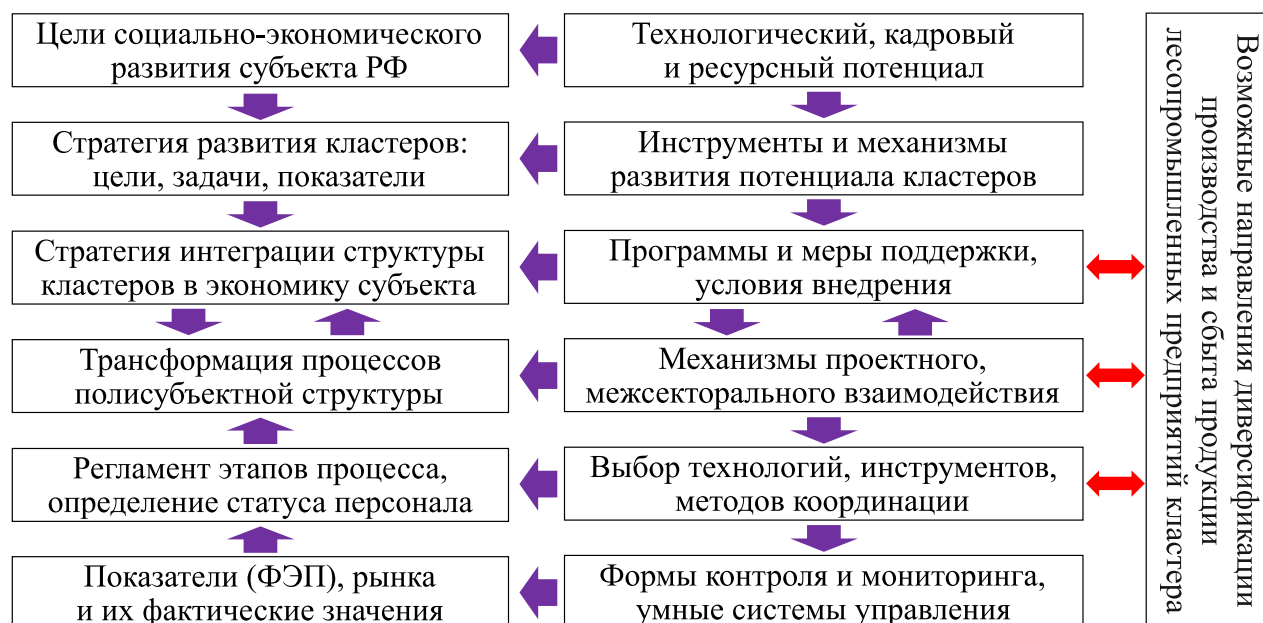 Цели социально-экономического
развития субъекта РФ
Технологический, кадровый
и ресурсный потенциал
Стратегия развития кластеров:
цели, задачи, показатели
Инструменты и механизмы
развития потенциала кластеров
Стратегия интеграции структуры
кластеров в экономику субъекта
Программы и меры поддержки,
условия внедрения
Трансформация процессов
полисубъектной структуры
Механизмы проектного,
межсекторального взаимодействия
Регламент этапов процесса,
определение статуса персонала
Выбор технологий, инструментов,
методов координации
Показатели (ФЭП), рынка
и их фактические значения
Формы контроля и мониторинга,
умные системы управления
Возможные направления диверсификации
производства и сбыта продукции
лесопромышленных предприятий кластера